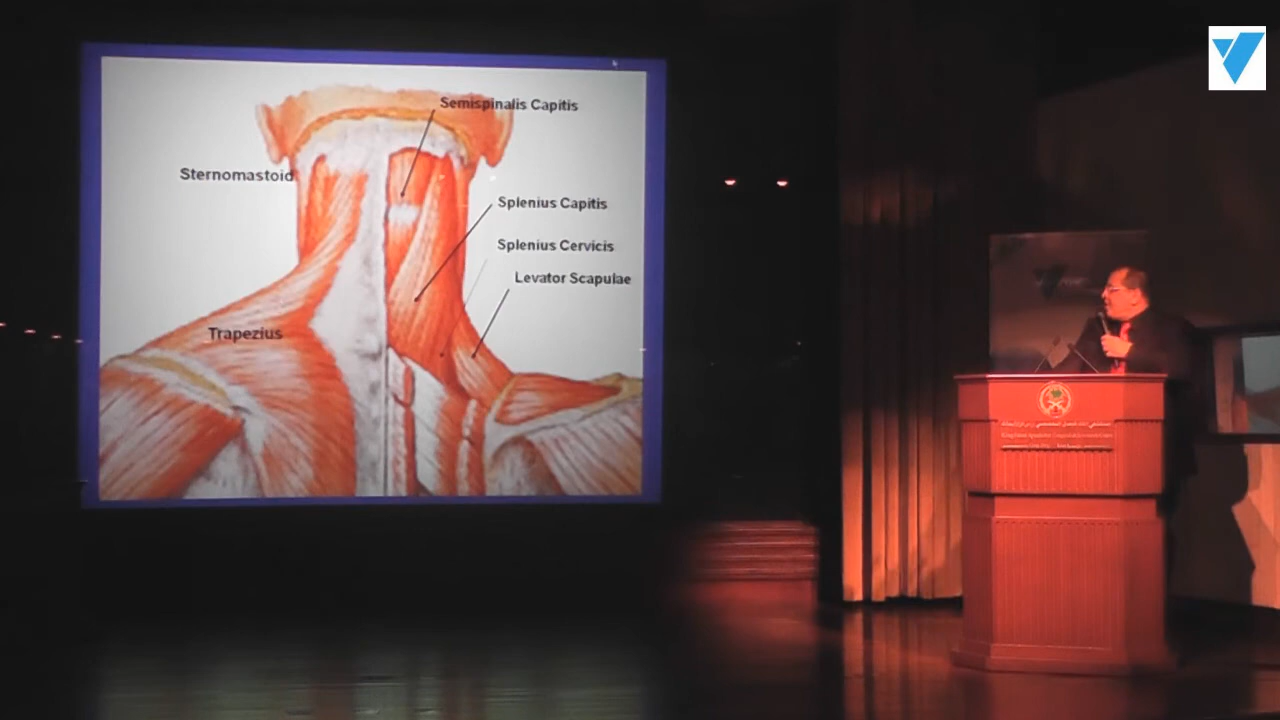 Semispinalis Capitis
Sternomastoid
Splenius Capitis
Splenius Cervicis
Levator Scapulae
Trapezius